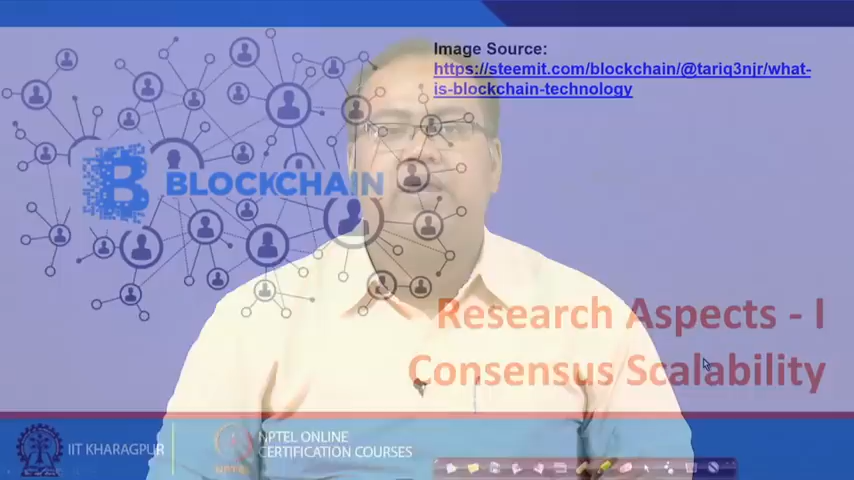 Image Source:
https://steemit.com/blockchain/@tariq3njr/what-
is-blockchain-technology
BLOCKCHAIN
Research Aspects - I
Consensus Scalability
IIT KHARAGPUR
NPTEL ONLINE
CERTIFICATION COURSES
NPTEL